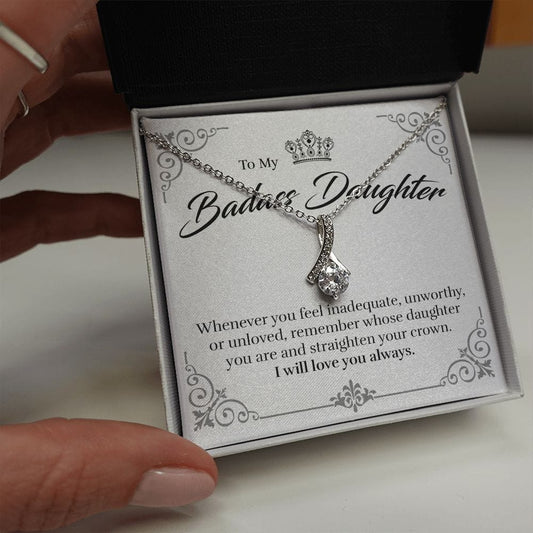 To My
Badass Daughter
Whenever you feel inadequate, unworthy,
or unloved, remember whose daughter
you are and straighten your crown.
I will love you always.